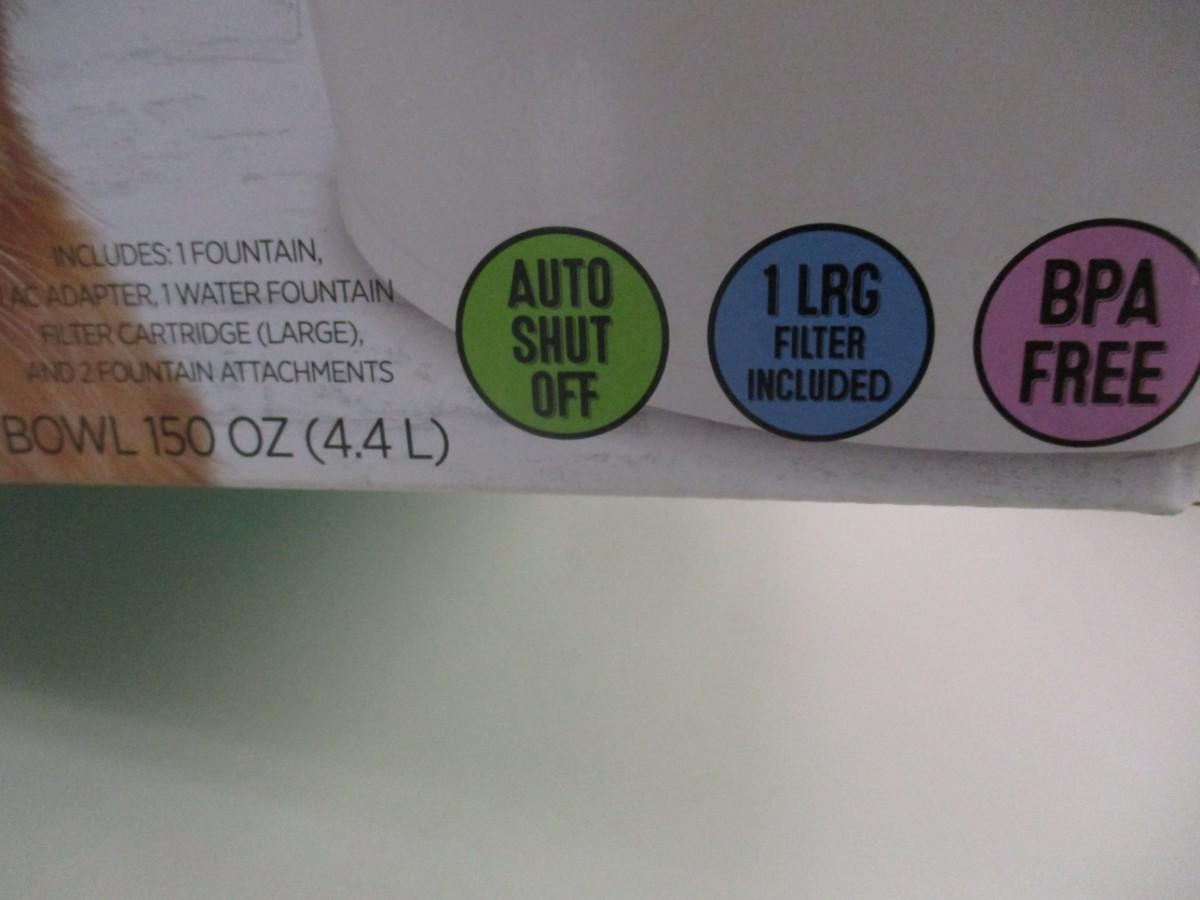 INCLUDES: 1 FOUNTAIN,
AC ADAPTER, 1 WATER FOUNTAIN
FILTER CARTRIDGE (LARGE),
AND 2 FOUNTAIN ATTACHMENTS
BOWL 150 OZ (4.4 L)
AUTO
SHUT
OFF
1 LRG
FILTER
INCLUDED
BPA
FREE